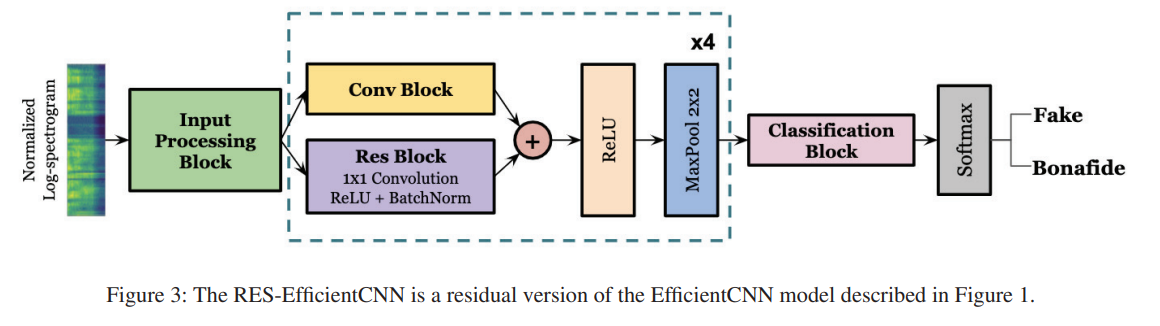 Normalized
Log-spectrogram
Input
Processing
Block
x4
Conv Block
Res Block
1x1 Convolution
ReLU + BatchNorm
+
ReLU
MaxPool 2x2
Classification
Block
Softmax
Fake
Bonafide
Figure 3: The RES-EfficientCNN is a residual version of the EfficientCNN model described in Figure 1.